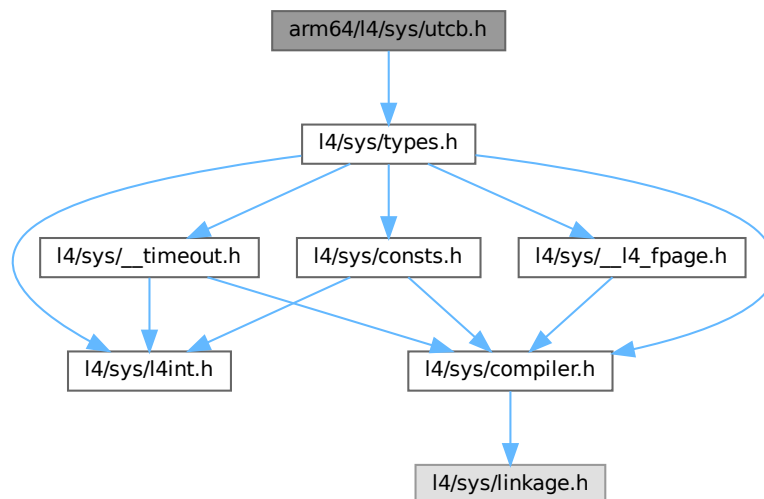 arm64/l4/sys/utcb.h
l4/sys/types.h
l4/sys/__timeout.h
l4/sys/consts.h
l4/sys/__l4_fpage.h
l4/sys/l4int.h
l4/sys/compiler.h
l4/sys/linkage.h